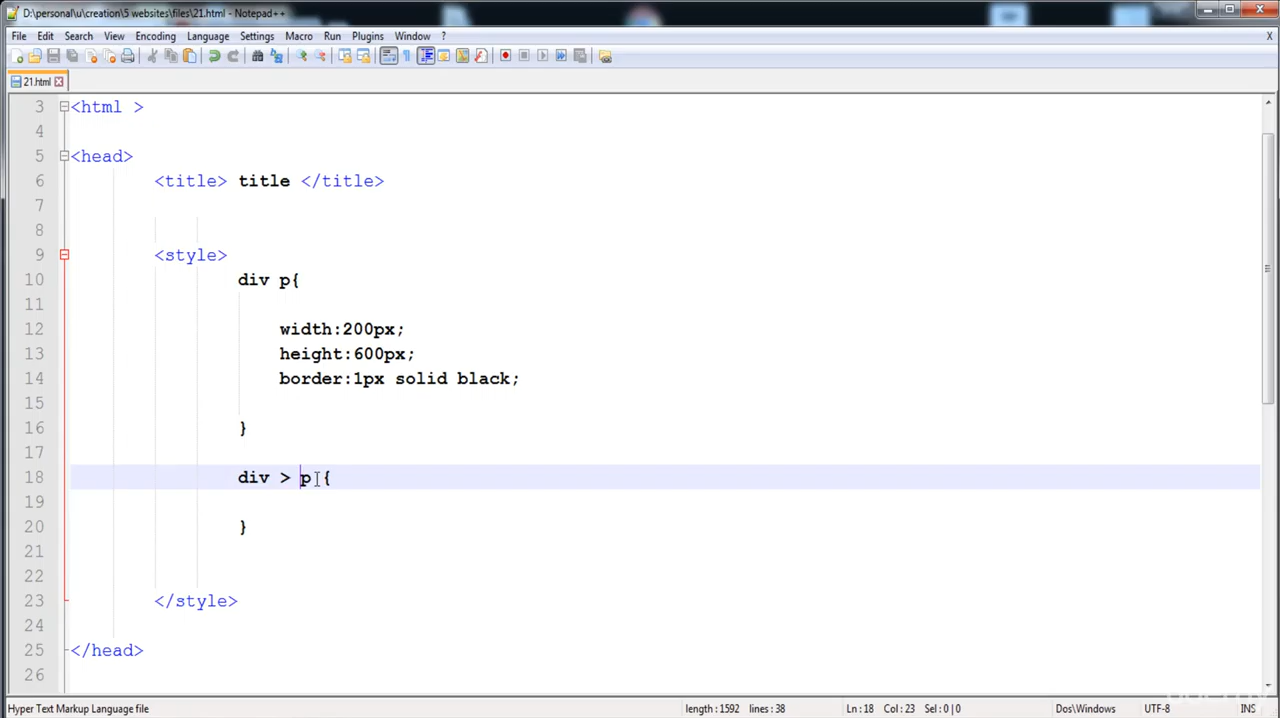 D:\personal\u\creation\5 websites\files\21.html - Notepad++
File Edit Search View Encoding Language Settings Macro Run Plugins Window ? X
21.html
3 <html >
4
5 <head>
6 <title> title </title>
7
8
9 <style>
10 div p{
11
12 width:200px;
13 height:600px;
14 border:1px solid black;
15
16 }
17
18 div > p {
19
20 }
21
22
23 </style>
24
25 </head>
26
Hyper Text Markup Language file length : 1592 lines : 38 Ln : 18 Col : 23 Sel : 0 | 0 Dos\Windows UTF-8 INS